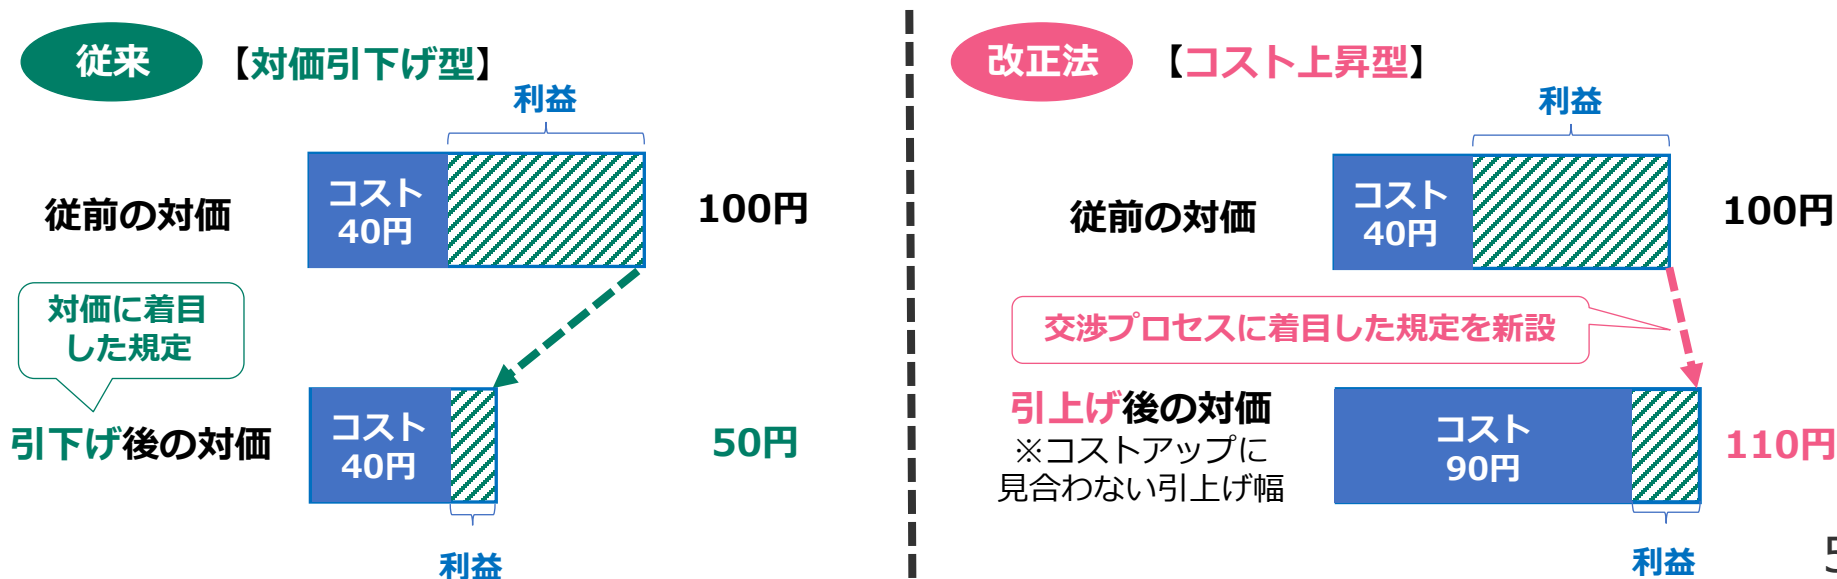 従来
【対価引下げ型】
利益
従前の対価
コスト
40円
100円
対価に着目
した規定
引下げ後の対価
コスト
40円
50円
利益
改正法
【コスト上昇型】
利益
従前の対価
コスト
40円
100円
交渉プロセスに着目した規定を新設
引上げ後の対価
※コストアップに
見合わない引上げ幅
コスト
90円
110円
利益
5